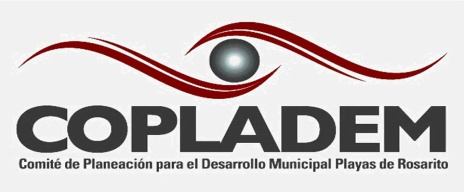 COPLADEM
Comité de Planeación para el Desarrollo Municipal Playas de Rosarito